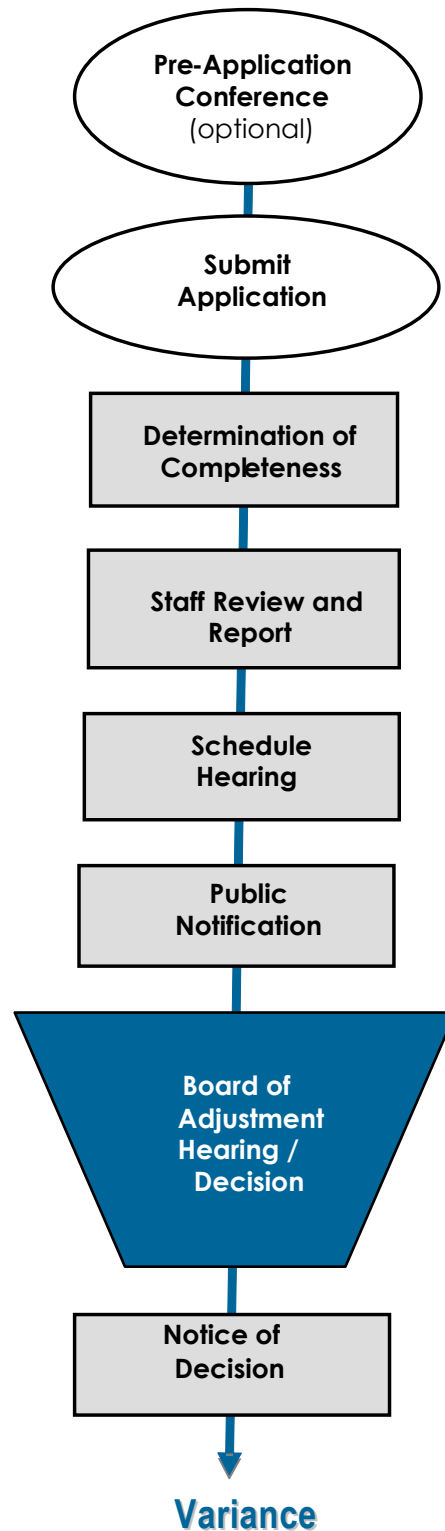 Pre-Application
Conference
(optional)
Submit
Application
Determination of
Completeness
Staff Review and
Report
Schedule
Hearing
Public
Notification
Board of
Adjustment
Hearing /
Decision
Notice of
Decision
Variance